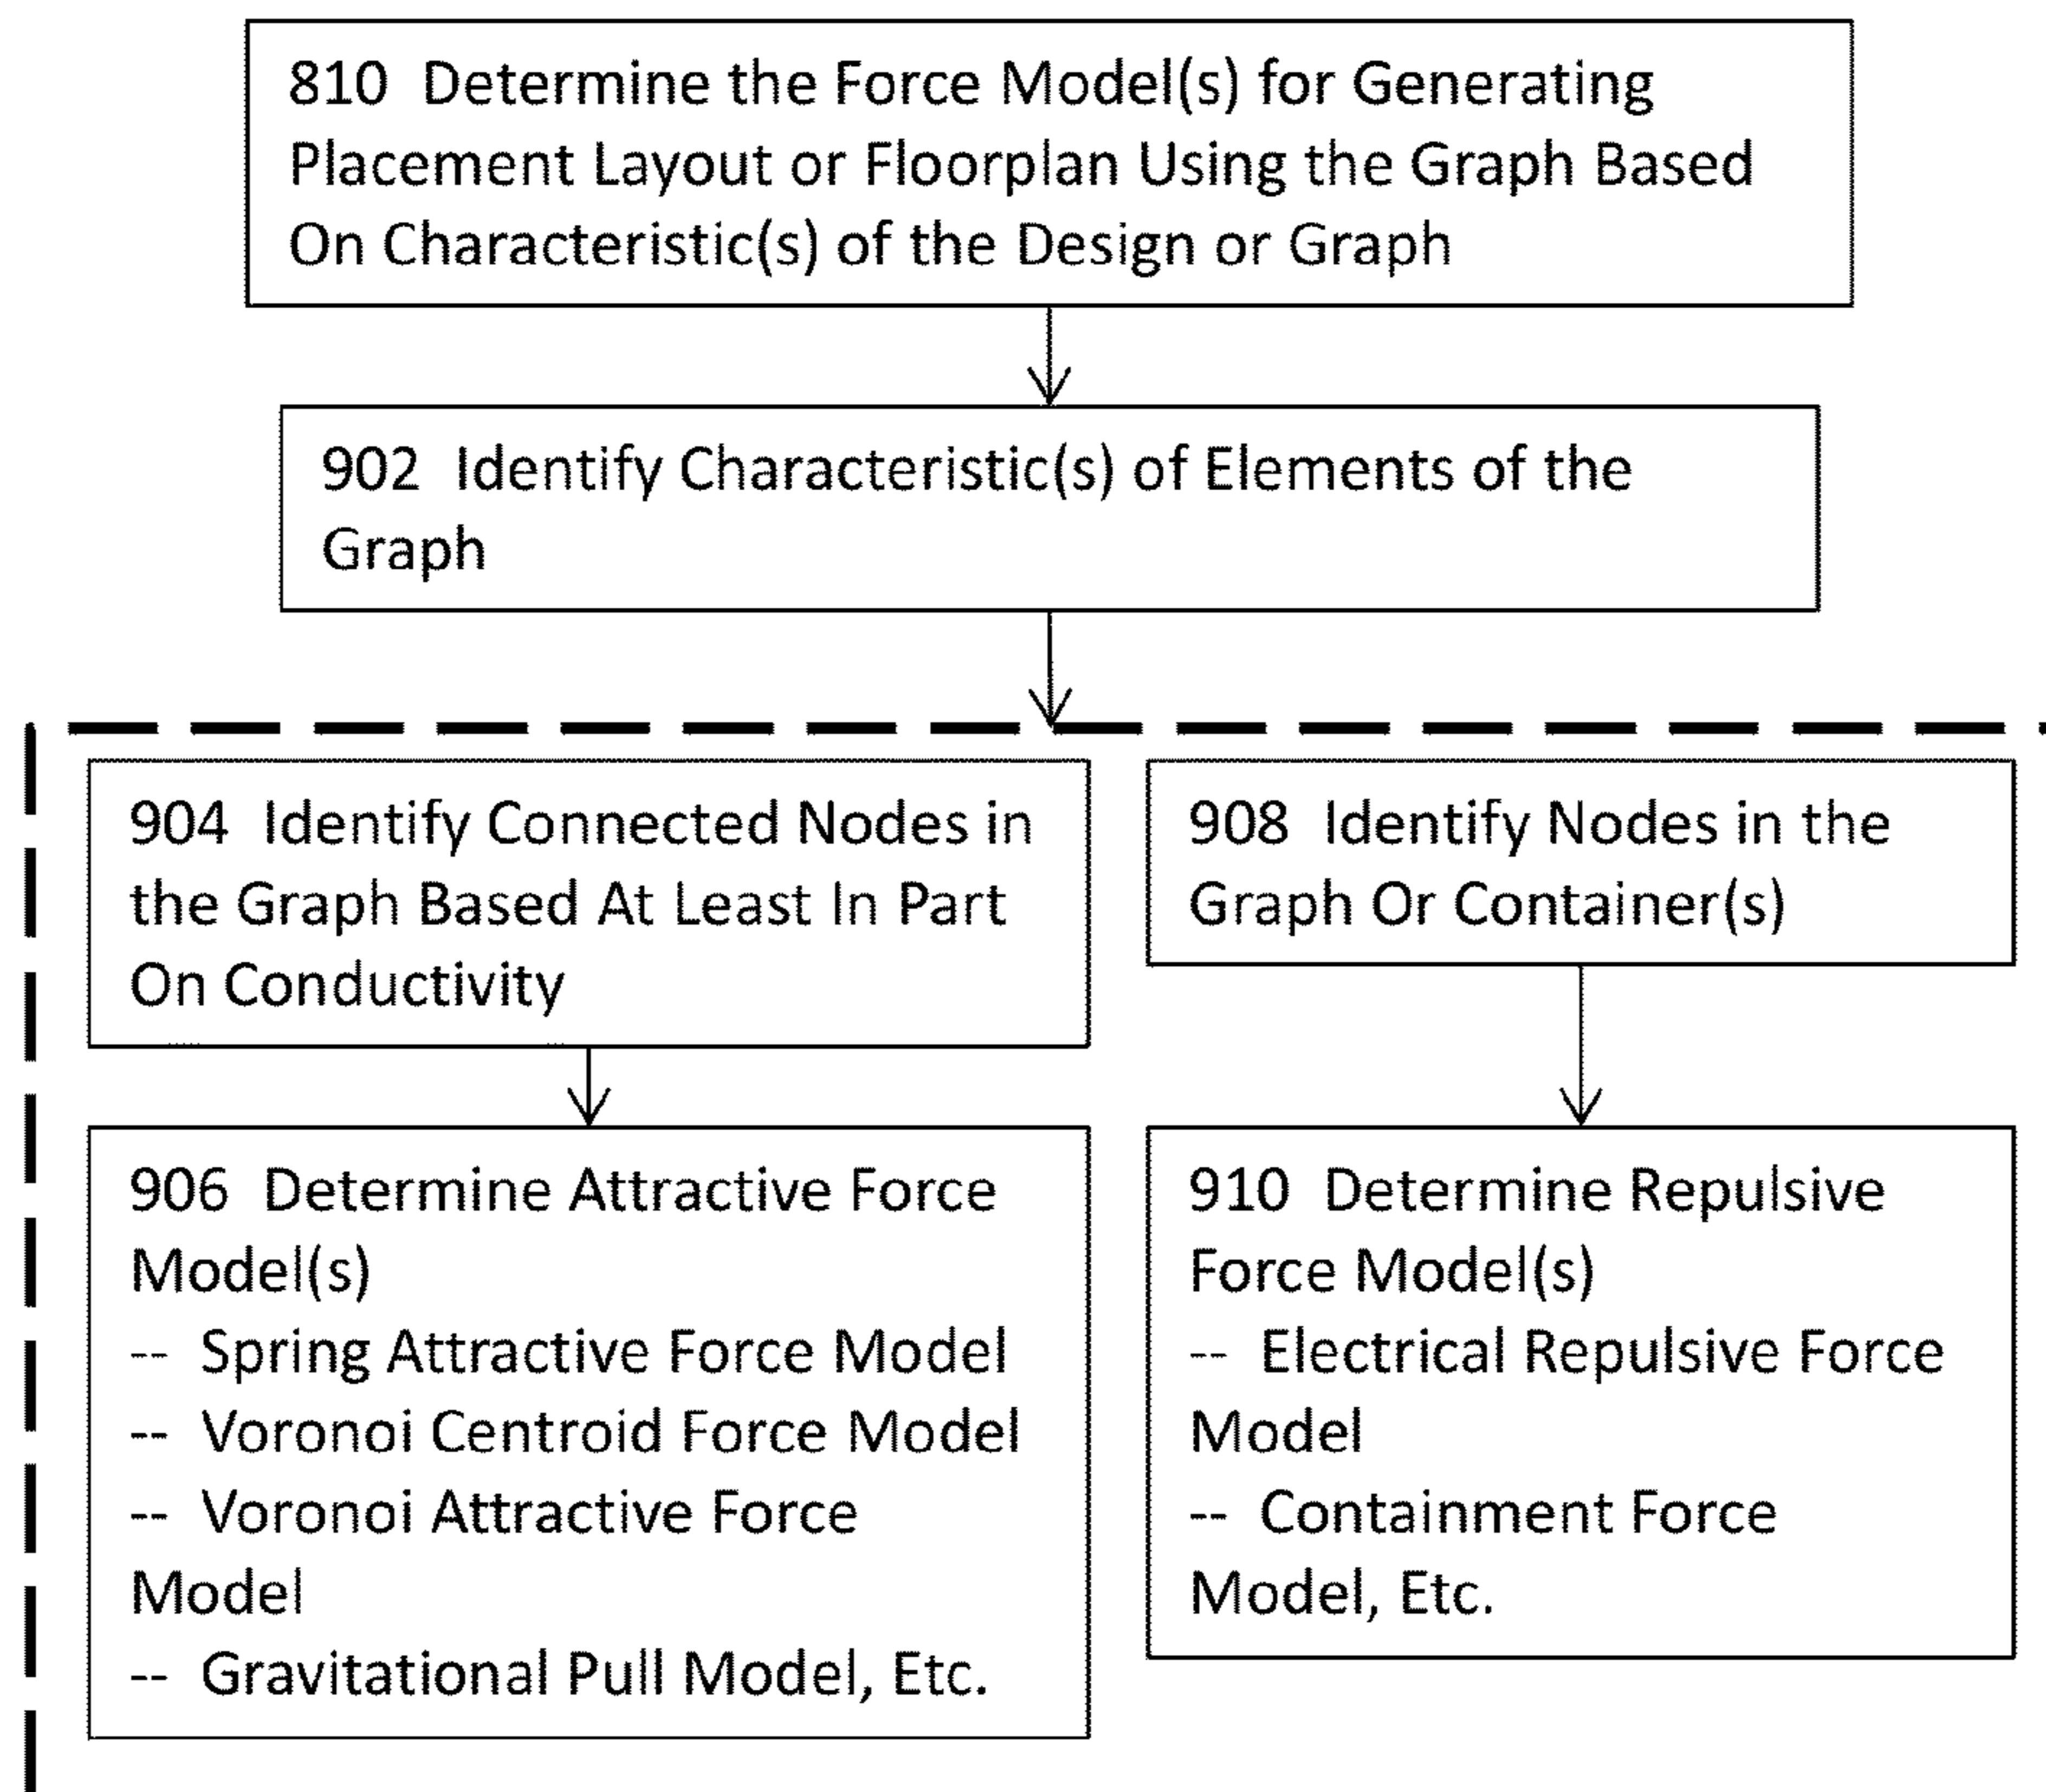 810 Determine the Force Model(s) for Generating
Placement Layout or Floorplan Using the Graph Based
On Characteristic(s) of the Design or Graph
902 Identify Characteristic(s) of Elements of the
Graph
904 Identify Connected Nodes in
the Graph Based At Least In Part
On Conductivity
906 Determine Attractive Force
Model(s)
-- Spring Attractive Force Model
-- Voronoi Centroid Force Model
-- Voronoi Attractive Force
Model
-- Gravitational Pull Model, Etc.
908 Identify Nodes in the
Graph Or Container(s)
910 Determine Repulsive
Force Model(s)
-- Electrical Repulsive Force
Model
-- Containment Force
Model, Etc.